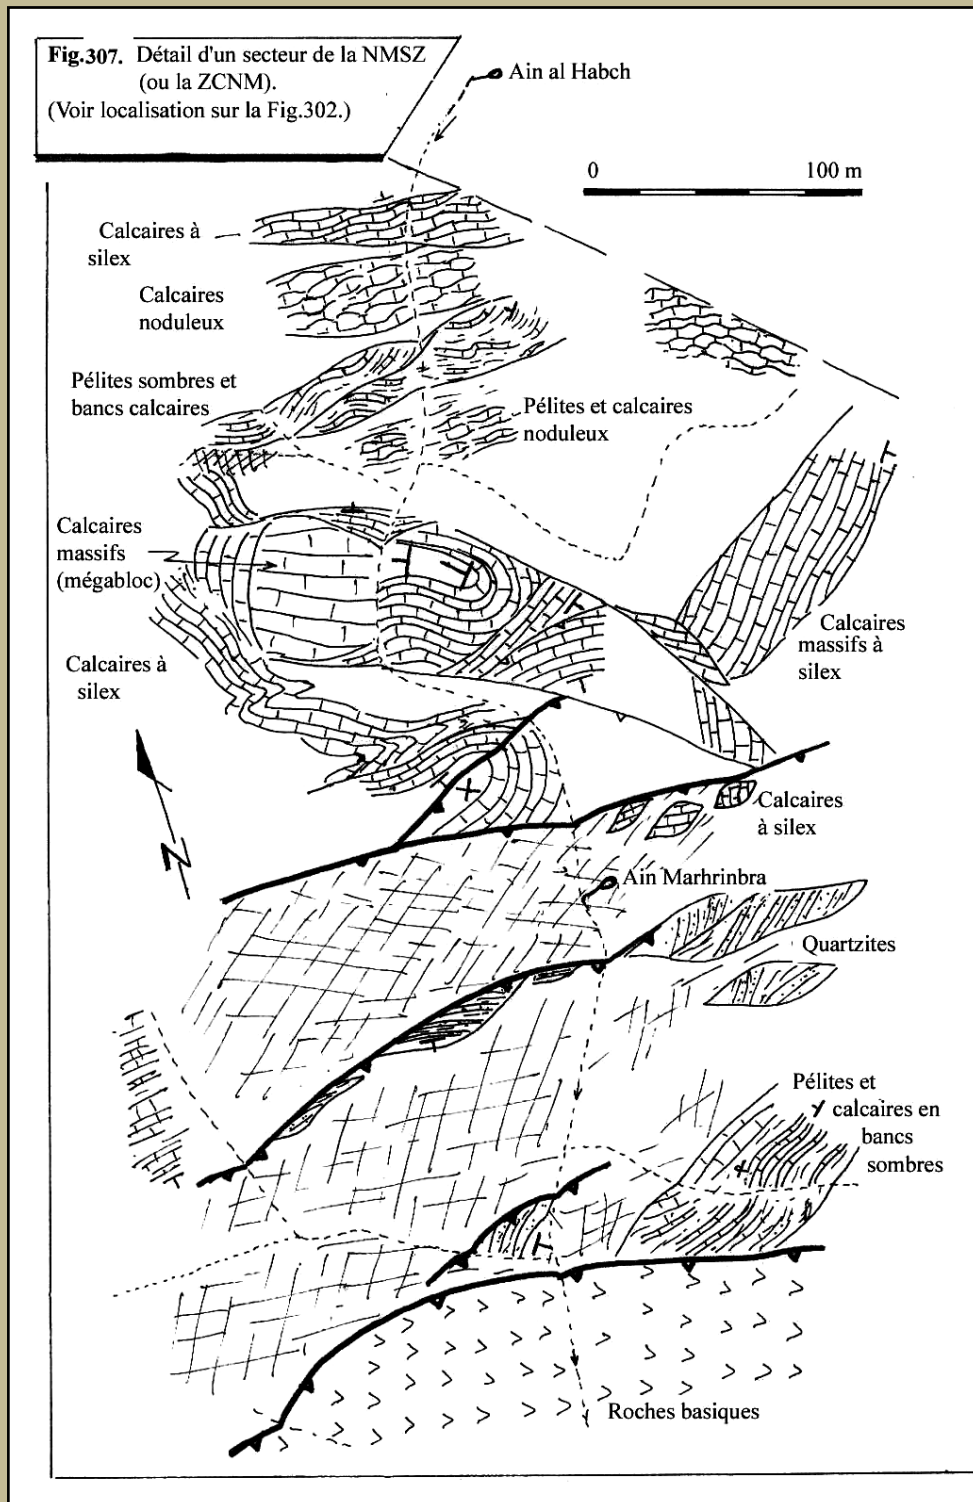 Fig.307. Détail d'un secteur de la NMSZ
(ou la ZCNM).
(Voir localisation sur la Fig.302.)
Ain al Habch
0 100 m
Calcaires à
silex
Calcaires
noduleux
Pélites sombres et
bancs calcaires
Pélites et calcaires
noduleux
Calcaires
massifs
(mégabloc)
Calcaires
massifs à
silex
Calcaires à
silex
N
Calcaires
à silex
Ain Marhrinbra
Quartzites
Pélites et
calcaires en
bancs
sombres
Roches basiques